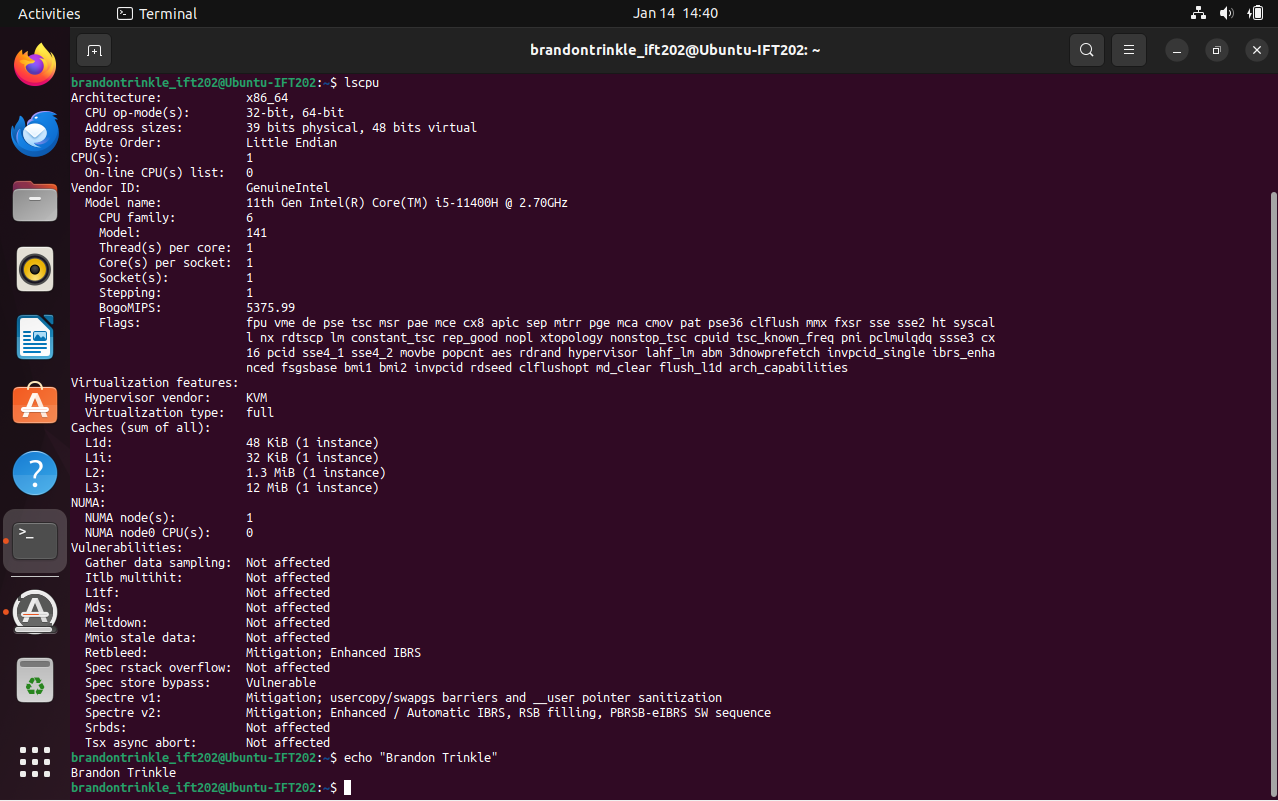 Activities Terminal Jan 14 14:40
brandontrinkle_ift202@Ubuntu-IFT202: ~
brandontrinkle_ift202@Ubuntu-IFT202:~$ lscpu
Architecture: x86_64
CPU op-mode(s): 32-bit, 64-bit
Address sizes: 39 bits physical, 48 bits virtual
Byte Order: Little Endian
CPU(s): 1
On-line CPU(s) list: 0
Vendor ID: GenuineIntel
Model name: 11th Gen Intel(R) Core(TM) i5-11400H @ 2.70GHz
CPU family: 6
Model: 141
Thread(s) per core: 1
Core(s) per socket: 1
Socket(s): 1
Stepping: 1
BogoMIPS: 5375.99
Flags: fpu vme de pse tsc msr pae mce cx8 apic sep mtrr pge mca cmov pat pse36 clflush mmx fxsr sse sse2 ht syscal
l nx rdtscp lm constant_tsc rep_good nopl xtopology nonstop_tsc cpuid tsc_known_freq pni pclmulqdq ssse3 cx
16 pcid sse4_1 sse4_2 movbe popcnt aes rdrand hypervisor lahf_lm abm 3dnowprefetch invpcid_single ibrs_enha
nced fsgsbase bmi1 bmi2 invpcid rdseed clflushopt md_clear flush_l1d arch_capabilities
Virtualization features:
Hypervisor vendor: KVM
Virtualization type: full
Caches (sum of all):
L1d: 48 KiB (1 instance)
L1i: 32 KiB (1 instance)
L2: 1.3 MiB (1 instance)
L3: 12 MiB (1 instance)
NUMA:
NUMA node(s): 1
NUMA node0 CPU(s): 0
Vulnerabilities:
Gather data sampling: Not affected
Itlb multihit: Not affected
L1tf: Not affected
Mds: Not affected
Meltdown: Not affected
Mmio stale data: Not affected
Retbleed: Mitigation; Enhanced IBRS
Spec rstack overflow: Not affected
Spec store bypass: Vulnerable
Spectre v1: Mitigation; usercopy/swapgs barriers and __user pointer sanitization
Spectre v2: Mitigation; Enhanced / Automatic IBRS, RSB filling, PBRSB-eIBRS SW sequence
Srbds: Not affected
Tsx async abort: Not affected
brandontrinkle_ift202@Ubuntu-IFT202:~$ echo "Brandon Trinkle"
Brandon Trinkle
brandontrinkle_ift202@Ubuntu-IFT202:~$